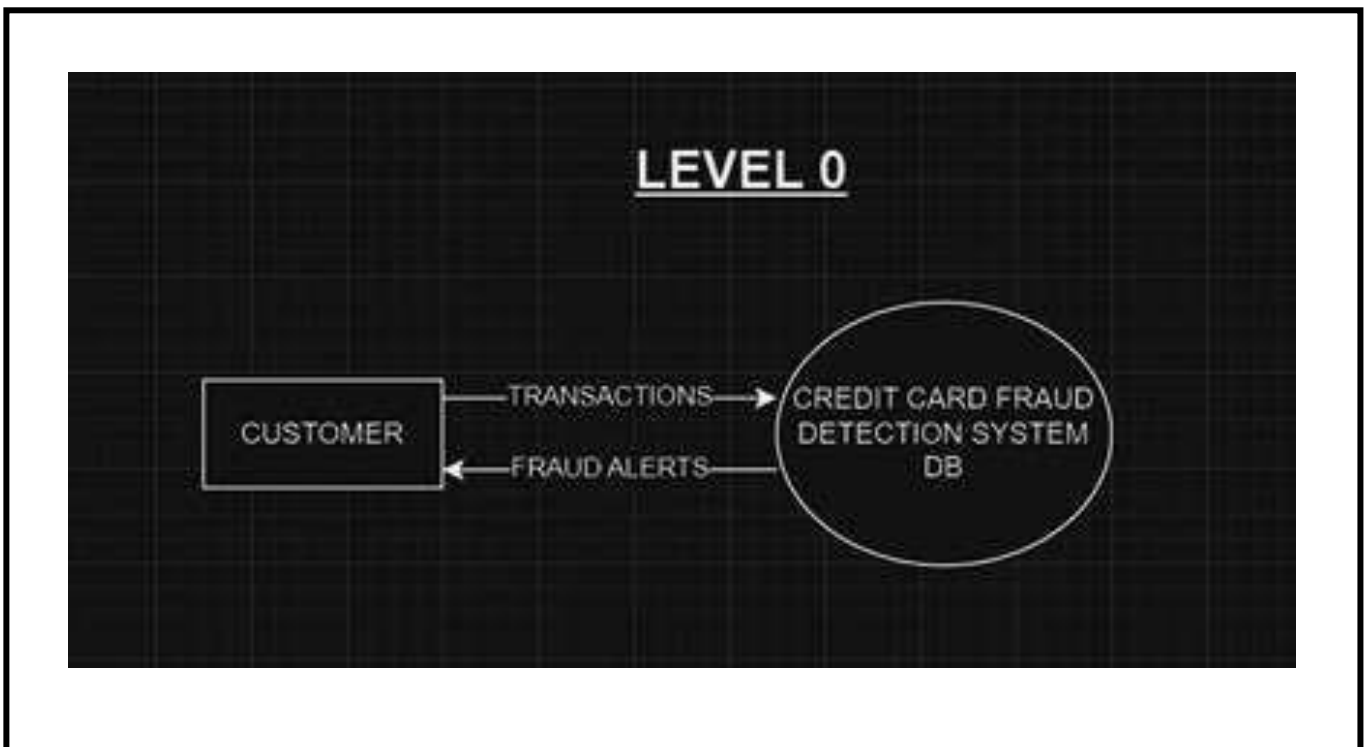 LEVEL 0
TRANSACTIONS
CUSTOMER
FRAUD ALERTS
CREDIT CARD FRAUD
DETECTION SYSTEM
DB